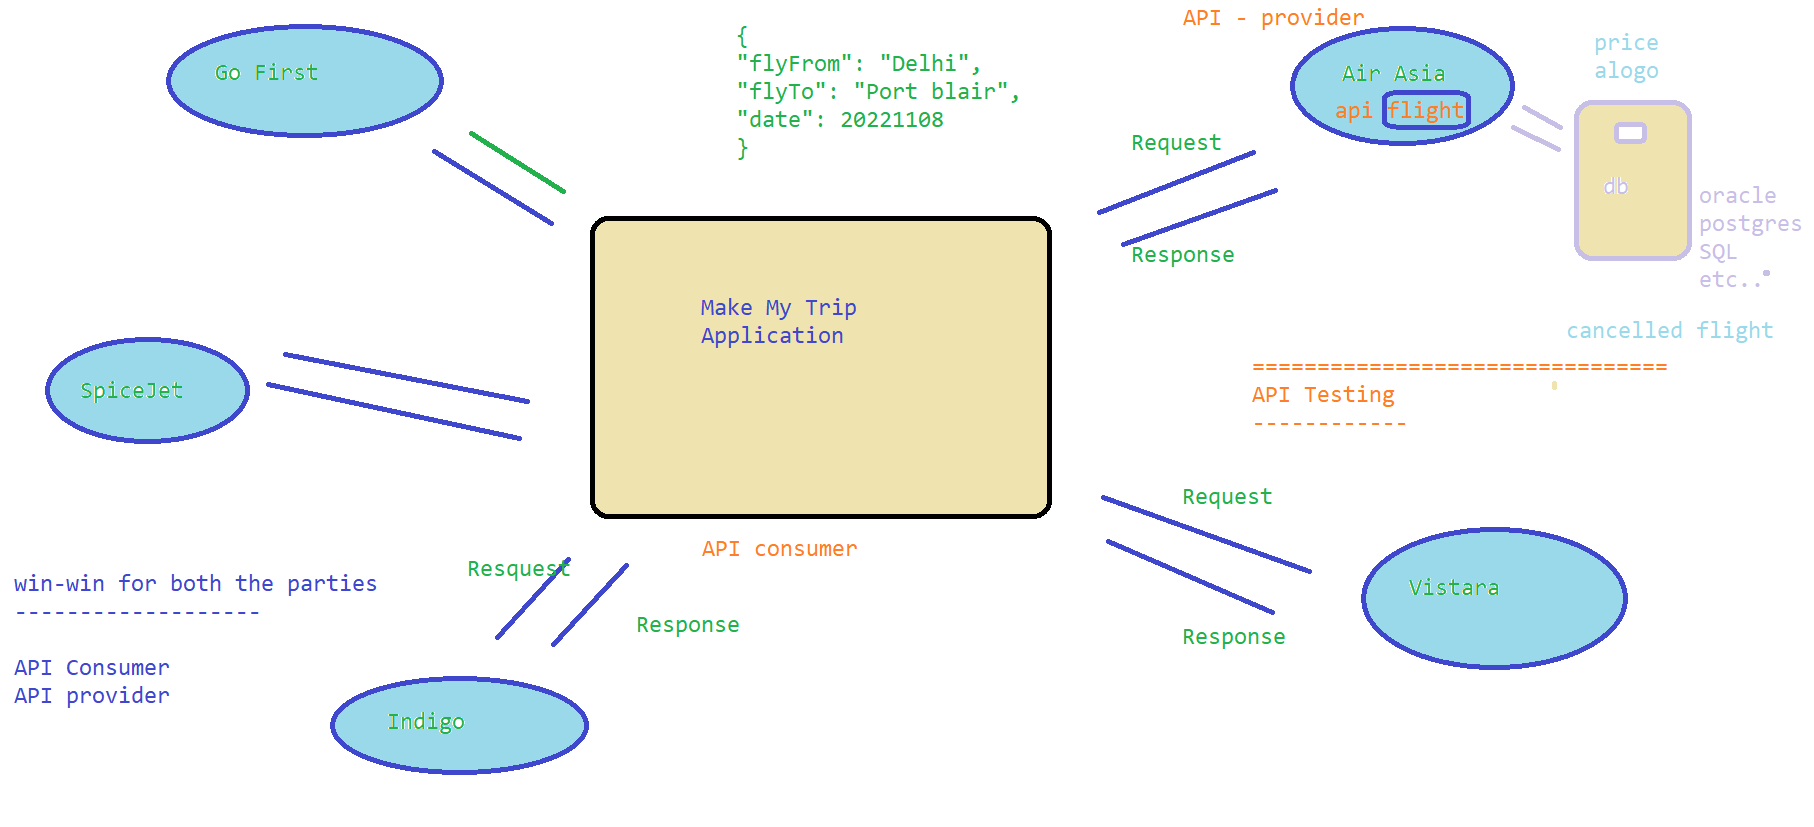 API - provider
Go First
{
"flyFrom": "Delhi",
"flyTo": "Port blair",
"date": 20221108
}
Air Asia
api flight
price
alogo
Request
Response
db
oracle
postgres
SQL
etc..
Make My Trip
Application
cancelled flight
================================
API Testing
------------
SpiceJet
Request
Response
Vistara
API consumer
Resquest
Response
win-win for both the parties
-------------------
API Consumer
API provider
Indigo